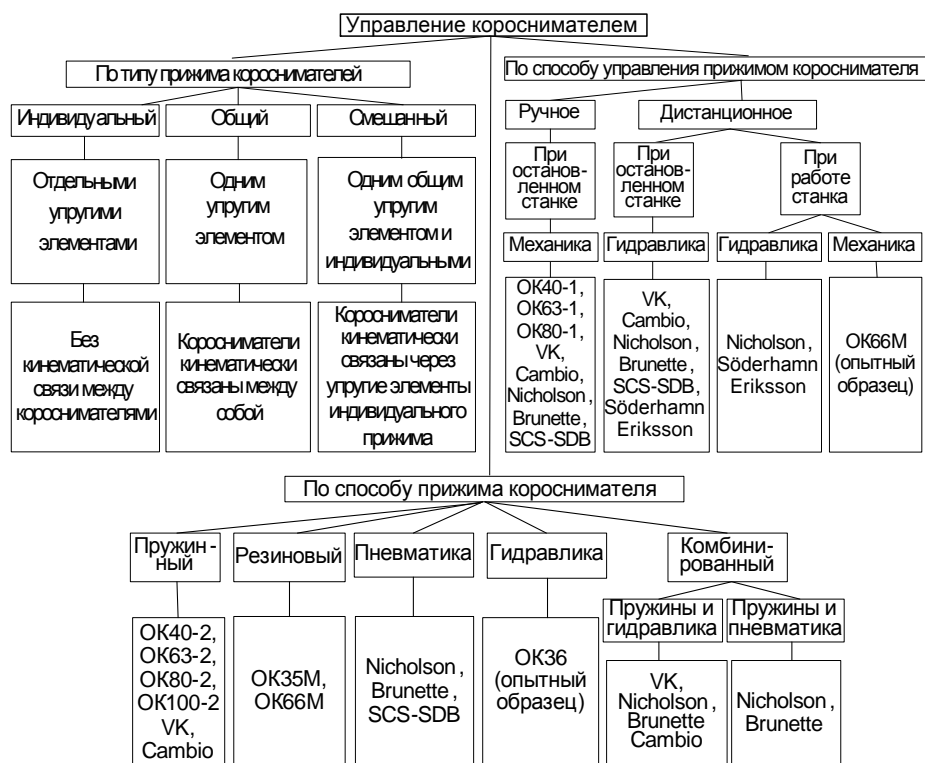 Управление короснимателем
По типу прижима короснимателей
Индивидуальный
Общий
Смешанный
Отдельными
упругими
элементами
Одним
упругим
элементом
Одним общим
упругим
элементом и
индивидуальными
Без
кинематической
связи между
короснимателями
Коросниматели
кинематически
связаны между
собой
Коросниматели
кинематически
связаны через
упругие элементы
индивидуального
прижима
По способу управления прижимом короснимателя
Ручное
Дистанционное
При
остановленном
станке
При
остановленном
станке
При
работе
станка
Механика
Гидравлика
Гидравлика
Механика
ОК40-1,
ОК63-1,
ОК80-1,
VK,
Cambio,
Nicholson,
Brunette,
SCS-SDB
VK,
Cambio,
Nicholson,
Brunette,
SCS-SDB,
Söderhamn
Eriksson
Nicholson,
Söderhamn
Eriksson
ОК66М
(опытный
образец)
По способу прижима короснимателя
Пружин-
ный
Резиновый
Пневматика
Гидравлика
Комбини-
рованный
Пружины и
гидравлика
Пружины и
пневматика
ОК40-2,
ОК63-2,
ОК80-2,
ОК100-2
VK,
Cambio
ОК35М,
ОК66М
Nicholson,
Brunette,
SCS-SDB
ОК36
(опытный
образец)
VK,
Nicholson,
Brunette
Cambio
Nicholson,
Brunette